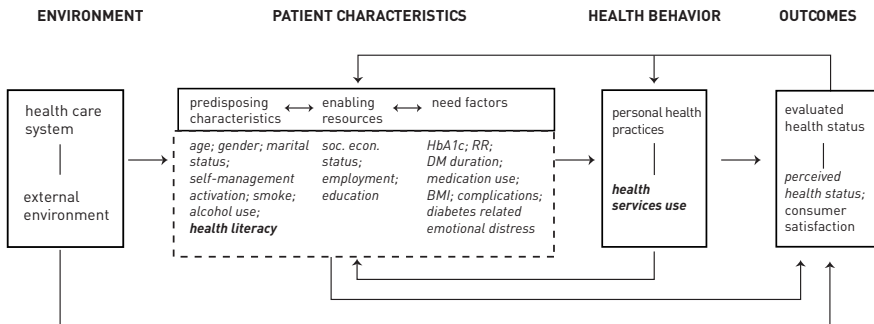 ENVIRONMENT
PATIENT CHARACTERISTICS
HEALTH BEHAVIOR
OUTCOMES
health care
system
external
environment
predisposing
characteristics
enabling
resources
need factors
age; gender; marital
status;
self-management
activation; smoke;
alcohol use;
health literacy
soc. econ.
status;
employment;
education
HbA1c; RR;
DM duration;
medication use;
BMI; complications;
diabetes related
emotional distress
personal health
practices
health
services use
evaluated
health status
perceived
health status;
consumer
satisfaction